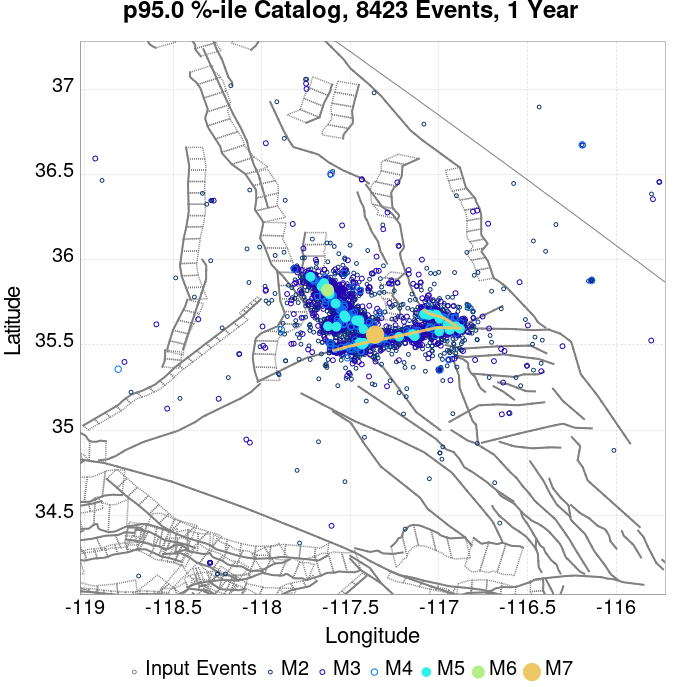 p95.0 %-ile Catalog, 8423 Events, 1 Year
37
36.5
36
35.5
35
34.5
Latitude
-119 -118.5 -118 -117.5 -117 -116.5 -116
Longitude
Input Events M2 M3 M4 M5 M6 M7